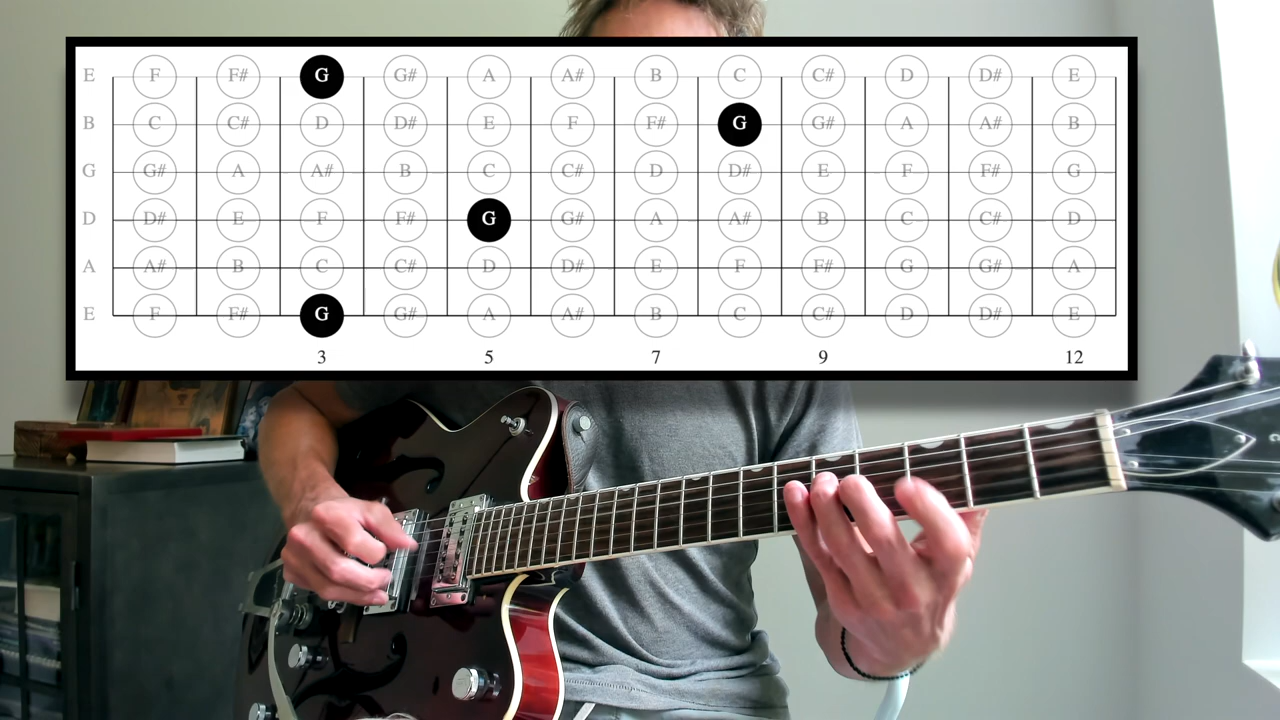 E F F# G G# A A# B C C# D D# E
B C C# D D# E F F# G G# A A# B
G G# A A# B C C# D D# E F F# G
D D# E F F# G G# A A# B C C# D
A A# B C C# D D# E F F# G G# A
E F F# G G# A A# B C C# D D# E
3 5 7 9 12